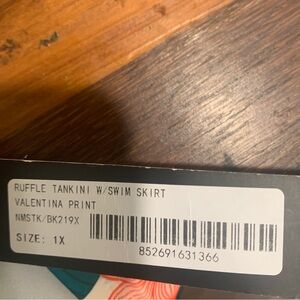 RUFFLE TANKINI W/SWIM SKIRT
VALENTINA PRINT
NMSTK/BK219X
SIZE: 1X
852691631366